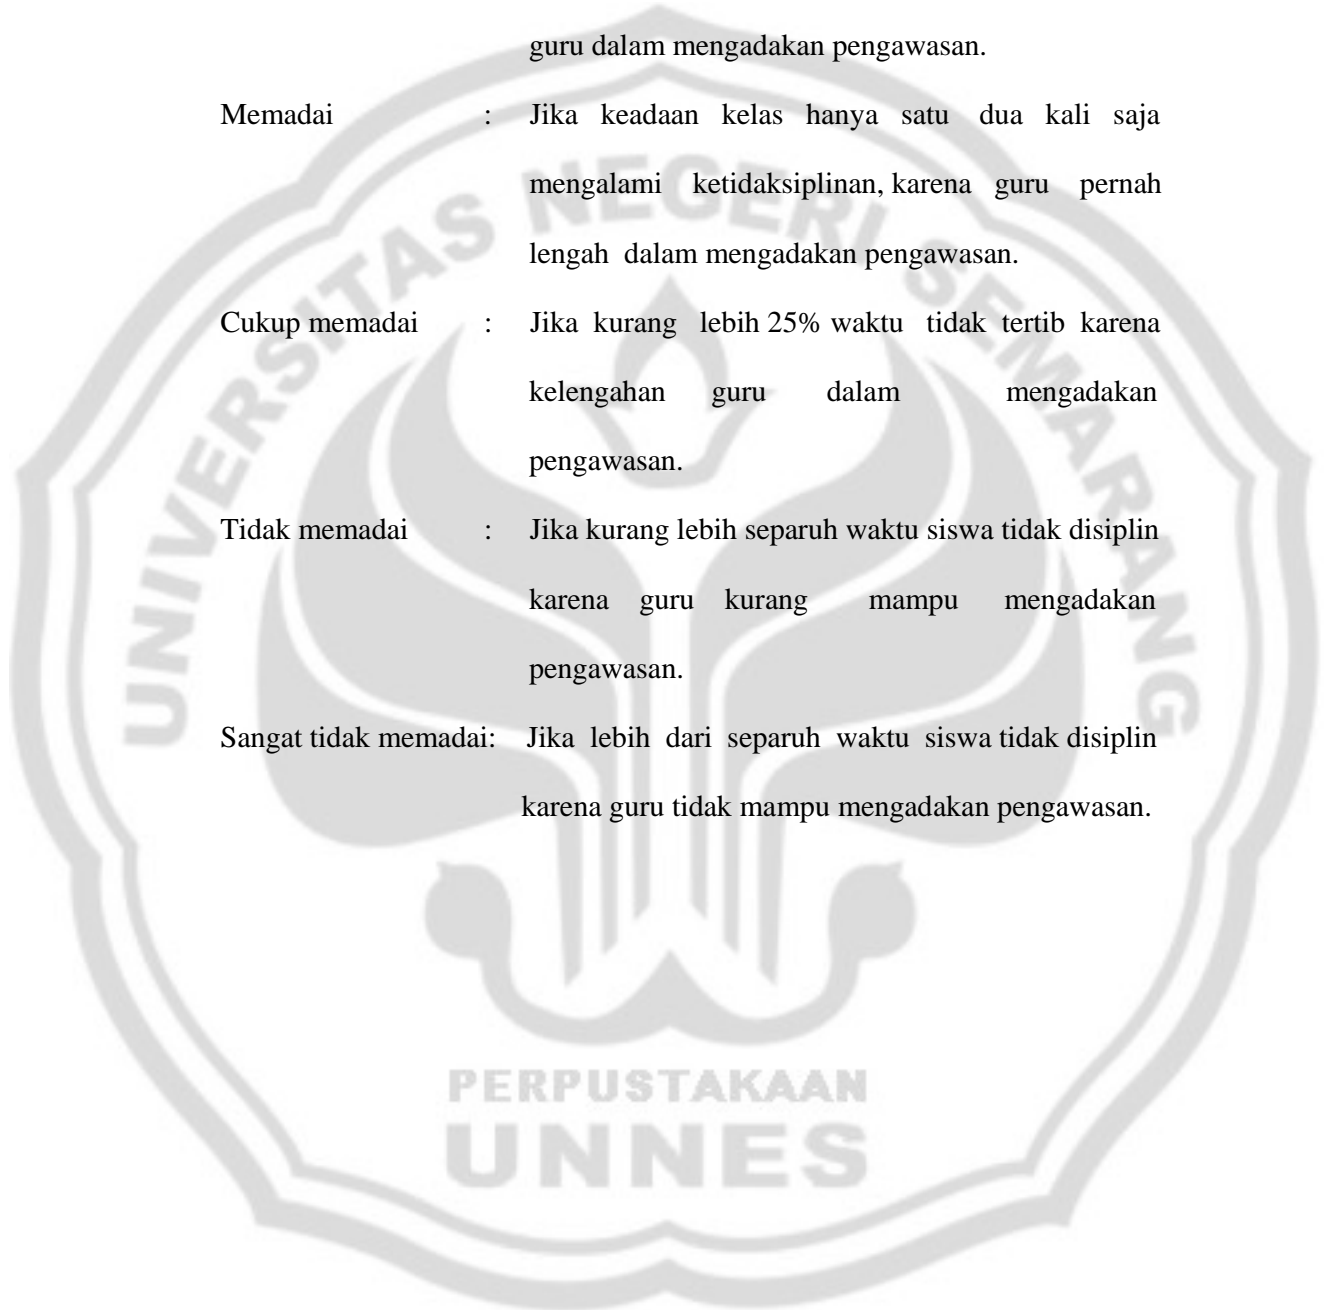 guru dalam mengadakan pengawasan.
Memadai : Jika keadaan kelas hanya satu dua kali saja
mengalami ketidaksiplinan, karena guru pernah
lengah dalam mengadakan pengawasan.
Cukup memadai : Jika kurang lebih 25% waktu tidak tertib karena
kelengahan guru dalam mengadakan
pengawasan.
Tidak memadai : Jika kurang lebih separuh waktu siswa tidak disiplin
karena guru kurang mampu mengadakan
pengawasan.
Sangat tidak memadai: Jika lebih dari separuh waktu siswa tidak disiplin
karena guru tidak mampu mengadakan pengawasan.
UNIVERSITAS NEGERI SEMARANG
PERPUSTAKAAN
UNNES